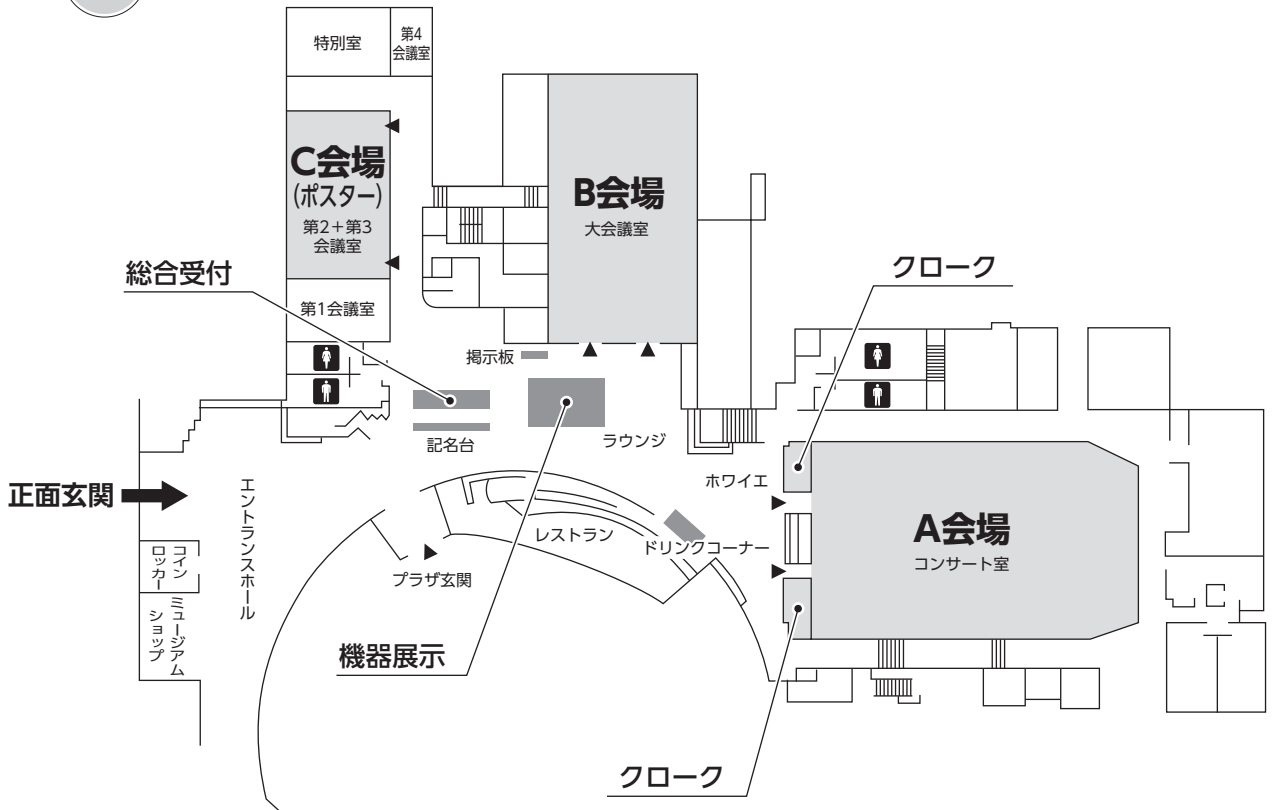 特別室
第4
会議室
C会場
(ポスター)
第2+第3
会議室
B会場
大会議室
総合受付
クローク
第1会議室
掲示板
記名台
ラウンジ
ホワイエ
正面玄関
エントランスホール
レストラン
ドリンクコーナー
A会場
コンサート室
コイン
ロッカー
プラザ玄関
ミュージアム
ショップ
機器展示
クローク